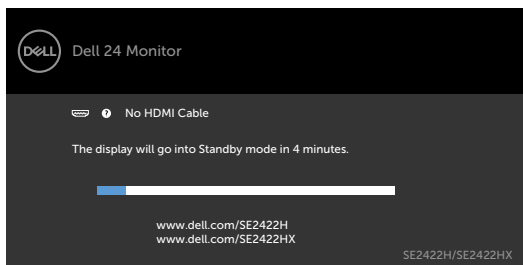 DELL
Dell 24 Monitor
? No HDMI Cable
The display will go into Standby mode in 4 minutes.
www.dell.com/SE2422H
www.dell.com/SE2422HX
SE2422H/SE2422HX